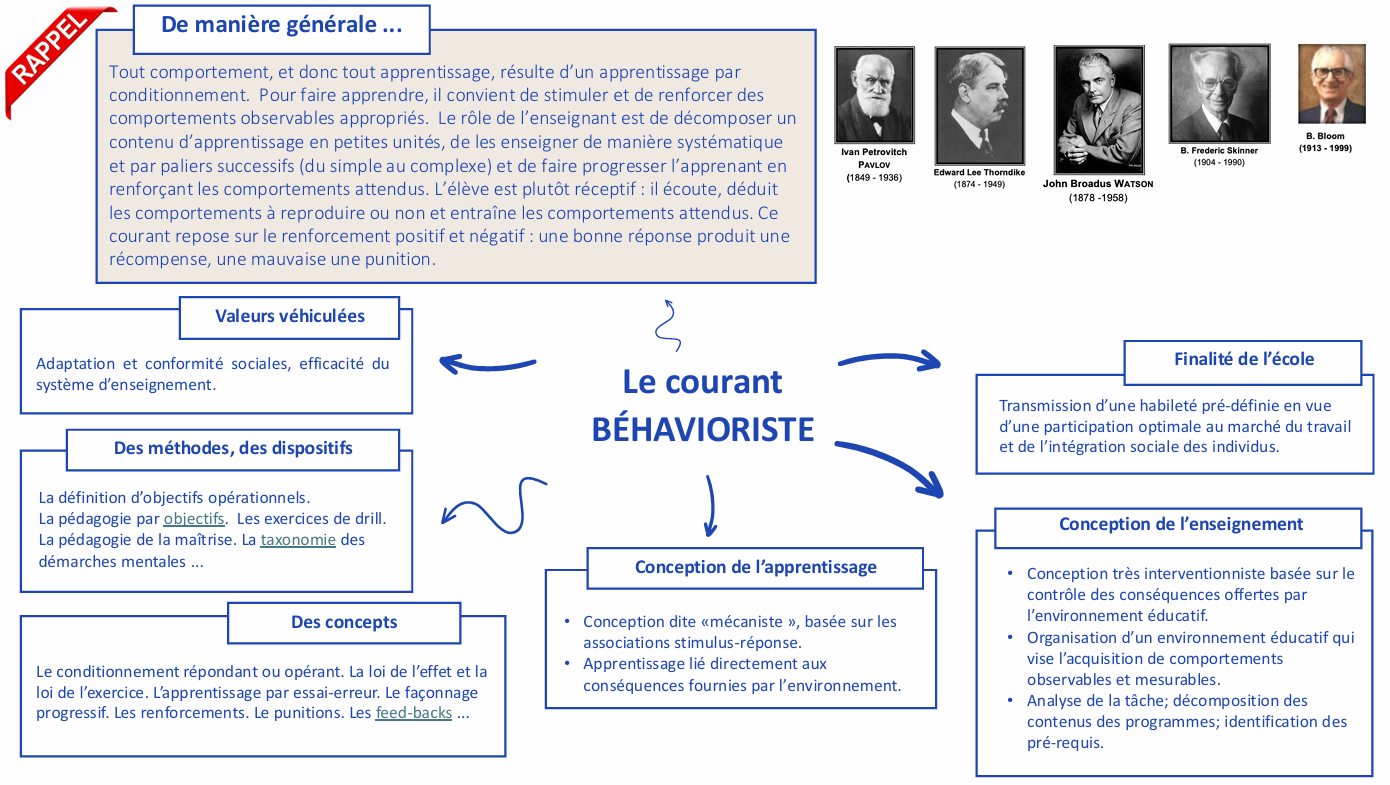 RAPPEL
De manière générale ...
Tout comportement, et donc tout apprentissage, résulte d'un apprentissage par
conditionnement. Pour faire apprendre, il convient de stimuler et de renforcer des
comportements observables appropriés. Le rôle de l'enseignant est de décomposer un
contenu d'apprentissage en petites unités, de les enseigner de manière systématique
et par paliers successifs (du simple au complexe) et de faire progresser l'apprenant en
renforçant les comportements attendus. L'élève est plutôt réceptif : il écoute, déduit
les comportements à reproduire ou non et entraîne les comportements attendus. Ce
courant repose sur le renforcement positif et négatif : une bonne réponse produit une
récompense, une mauvaise une punition.
Ivan Petrovitch
PAVLOV
(1849 - 1936)
Edward Lee Thorndike
(1874 - 1949)
John Broadus WATSON
(1878 -1958)
B. Frederic Skinner
(1904 - 1990)
B. Bloom
(1913 - 1999)
Valeurs véhiculées
Adaptation et conformité sociales, efficacité du
système d'enseignement.
Le courant
BÉHAVIORISTE
Finalité de l'école
Transmission d'une habileté pré-définie en vue
d'une participation optimale au marché du travail
et de l'intégration sociale des individus.
Des méthodes, des dispositifs
La définition d'objectifs opérationnels.
La pédagogie par objectifs. Les exercices de drill.
La pédagogie de la maîtrise. La taxonomie des
démarches mentales ...
Conception de l'enseignement
• Conception très interventionniste basée sur le
contrôle des conséquences offertes par
l'environnement éducatif.
• Organisation d'un environnement éducatif qui
vise l'acquisition de comportements
observables et mesurables.
• Analyse de la tâche; décomposition des
contenus des programmes; identification des
pré-requis.
Conception de l'apprentissage
• Conception dite «mécaniste », basée sur les
associations stimulus-réponse.
• Apprentissage lié directement aux
conséquences fournies par l'environnement.
Des concepts
Le conditionnement répondant ou opérant. La loi de l'effet et la
loi de l'exercice. L'apprentissage par essai-erreur. Le façonnage
progressif. Les renforcements. Le punitions. Les feed-backs ...